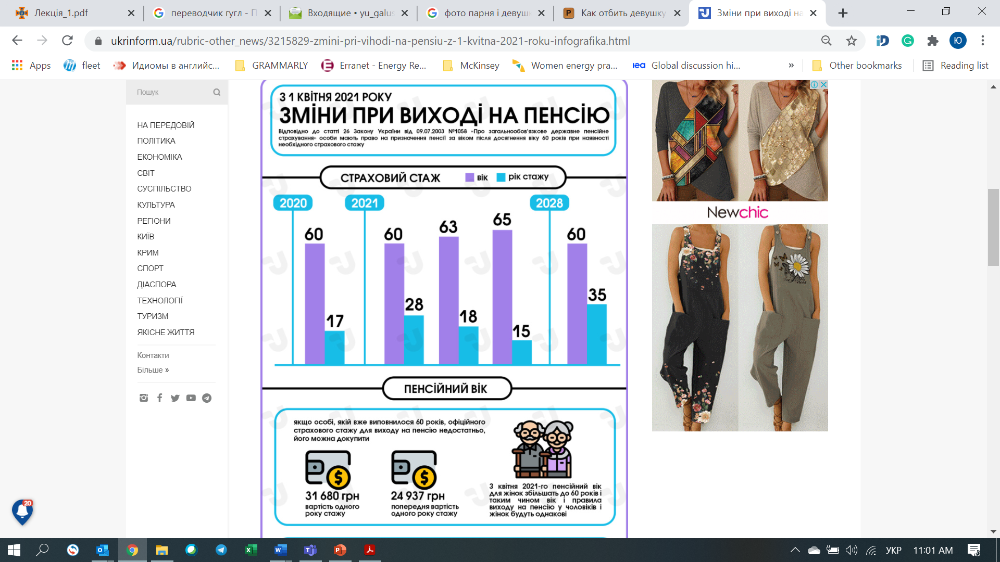 Лекція_1.pdf
переводчик гугл - П
Входящие • yu_galus
фото парня і девушк
Как отбить девушку
Зміни при виході на
ukrinform.ua/rubric-other_news/3215829-zmini-pri-vihodi-na-pensiu-z-1-kvitna-2021-roku-infografika.html
Ю
Apps
fleet
Идиомы в английс...
GRAMMARLY
Erranet - Energy Re...
McKinsey
Women energy pra...
iea
Global discussion hi...
»
Other bookmarks
Reading list
Пошук
НА ПЕРЕДОВІЙ
ПОЛІТИКА
ЕКОНОМІКА
СВІТ
СУСПІЛЬСТВО
КУЛЬТУРА
РЕГІОНИ
КИЇВ
КРИМ
СПОРТ
ДІАСПОРА
ТЕХНОЛОГІЇ
ТУРИЗМ
ЯКІСНЕ ЖИТТЯ
Контакти
Більше »
20
З 1 КВІТНЯ 2021 РОКУ
ЗМІНИ ПРИ ВИХОДІ НА ПЕНСІЮ
Відповідно до статті 26 Закону України від 09.07.2003 №1058 «Про загальнообов'язкове державне пенсійне
страхування» особи мають право на призначення пенсії за віком після досягнення віку 60 років при наявності
необхідного страхового стажу
СТРАХОВИЙ СТАЖ
вік
рік стажу
2020
2021
2028
60
17
60
28
63
18
65
15
60
35
ПЕНСІЙНИЙ ВІК
якщо особі, якій вже виповнилося 60 років, офіційного
страхового стажу для виходу на пенсію недостатньо,
його можна докупити
31 680 грн
вартість одного
року стажу
24 937 грн
попередня вартість
одного року стажу
З квітня 2021-го пенсійний вік
для жінок збільшать до 60 років і
таким чином вік і правила
виходу на пенсію у чоловіків і
жінок будуть однакові
Newchic
УКР
11:01 AM